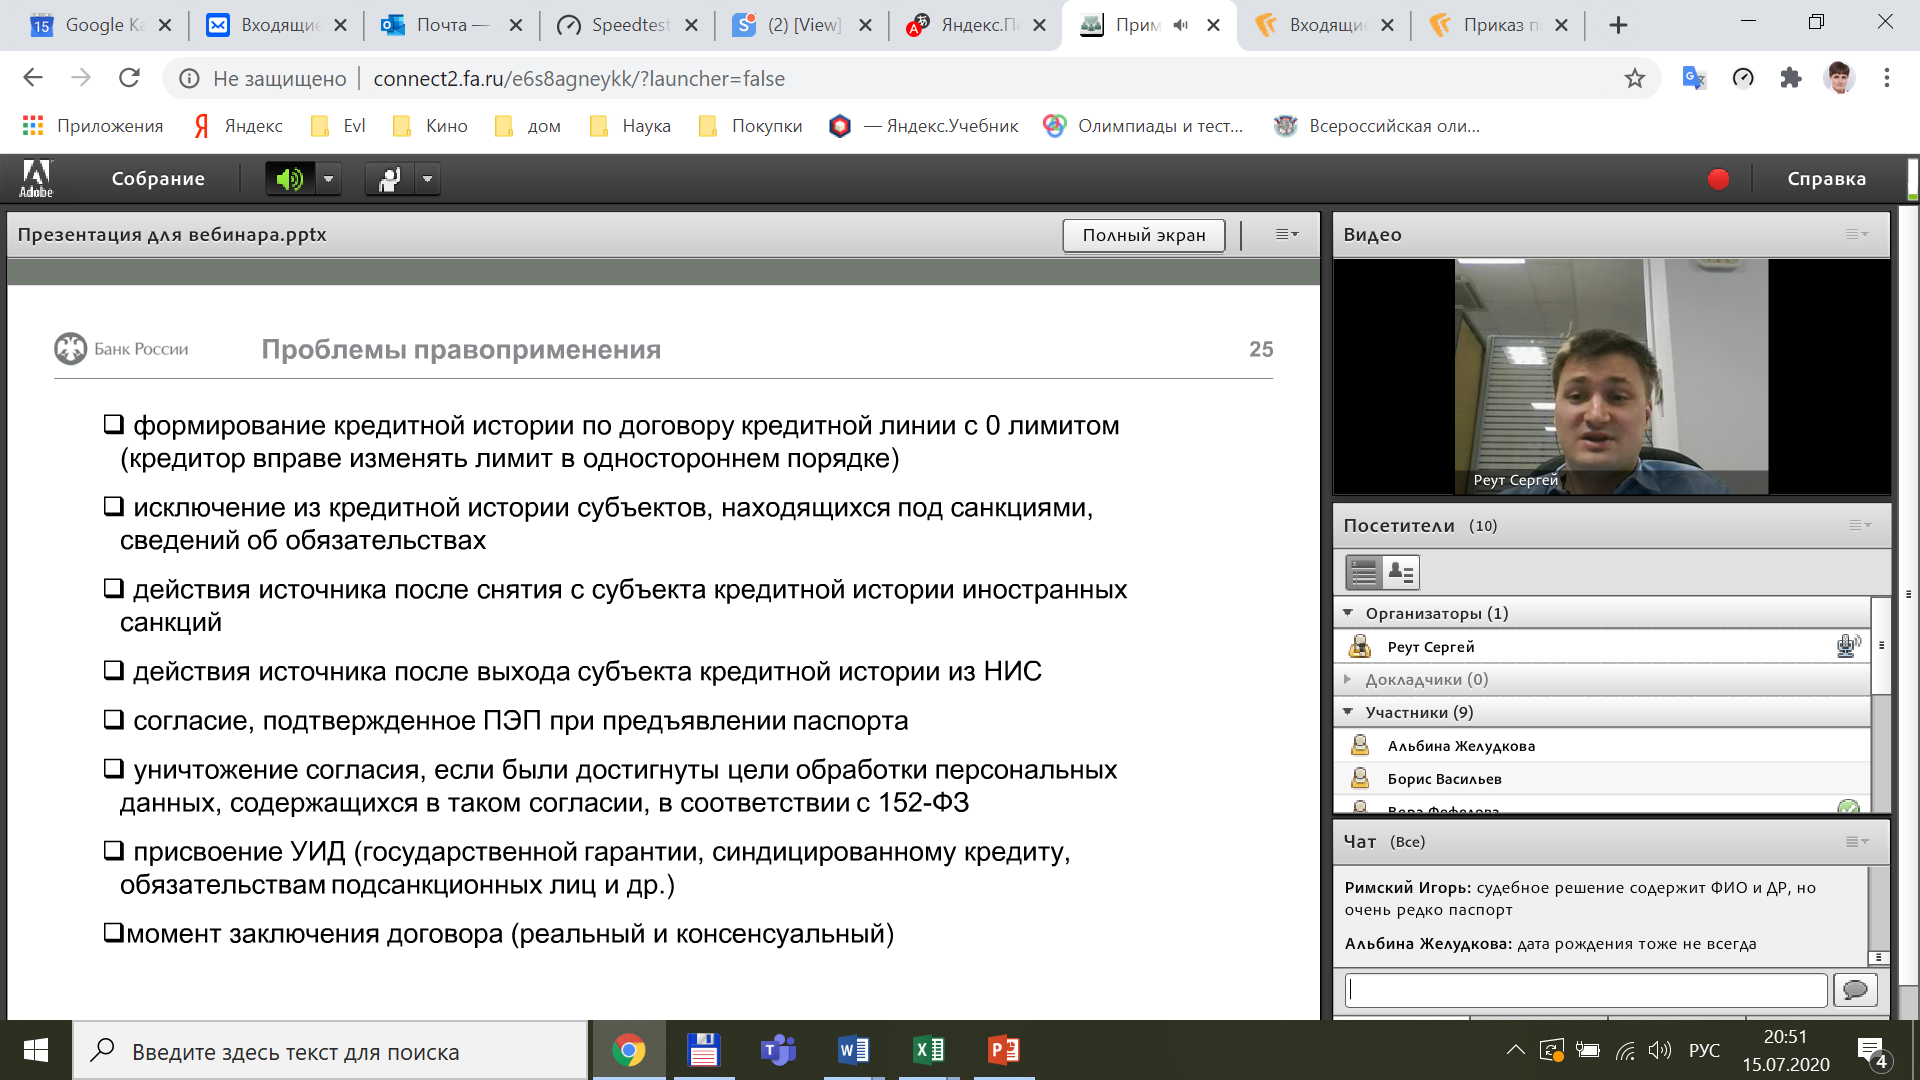 Google Ка
Входящие
Почта —
Speedtest
(2) [View]
Яндекс.П
Прим
Входящие
Приказ п
Не защищено
connect2.fa.ru/e6s8agneykk/?launcher=false
Приложения
Яндекс
Evl
Кино
дом
Наука
Покупки
— Яндекс.Учебник
Олимпиады и тест...
Всероссийская оли...
Adobe
Собрание
Справка
Презентация для вебинара.pptx
Полный экран
Банк России
Проблемы правоприменения
25
формирование кредитной истории по договору кредитной линии с 0 лимитом
(кредитор вправе изменять лимит в одностороннем порядке)
исключение из кредитной истории субъектов, находящихся под санкциями,
сведений об обязательствах
действия источника после снятия с субъекта кредитной истории иностранных
санкций
действия источника после выхода субъекта кредитной истории из НИС
согласие, подтвержденное ПЭП при предъявлении паспорта
уничтожение согласия, если были достигнуты цели обработки персональных
данных, содержащихся в таком согласии, в соответствии с 152-ФЗ
присвоение УИД (государственной гарантии, синдицированному кредиту,
обязательствам подсанкционных лиц и др.)
момент заключения договора (реальный и консенсуальный)
Видео
Реут Сергей
Посетители (10)
Организаторы (1)
Реут Сергей
Докладчики (0)
Участники (9)
Альбина Желудкова
Борис Васильев
Вера Фефелова
Чат (Все)
Римский Игорь: судебное решение содержит ФИО и ДР, но
очень редко паспорт
Альбина Желудкова: дата рождения тоже не всегда
Введите здесь текст для поиска
РУС
20:51
15.07.2020
4